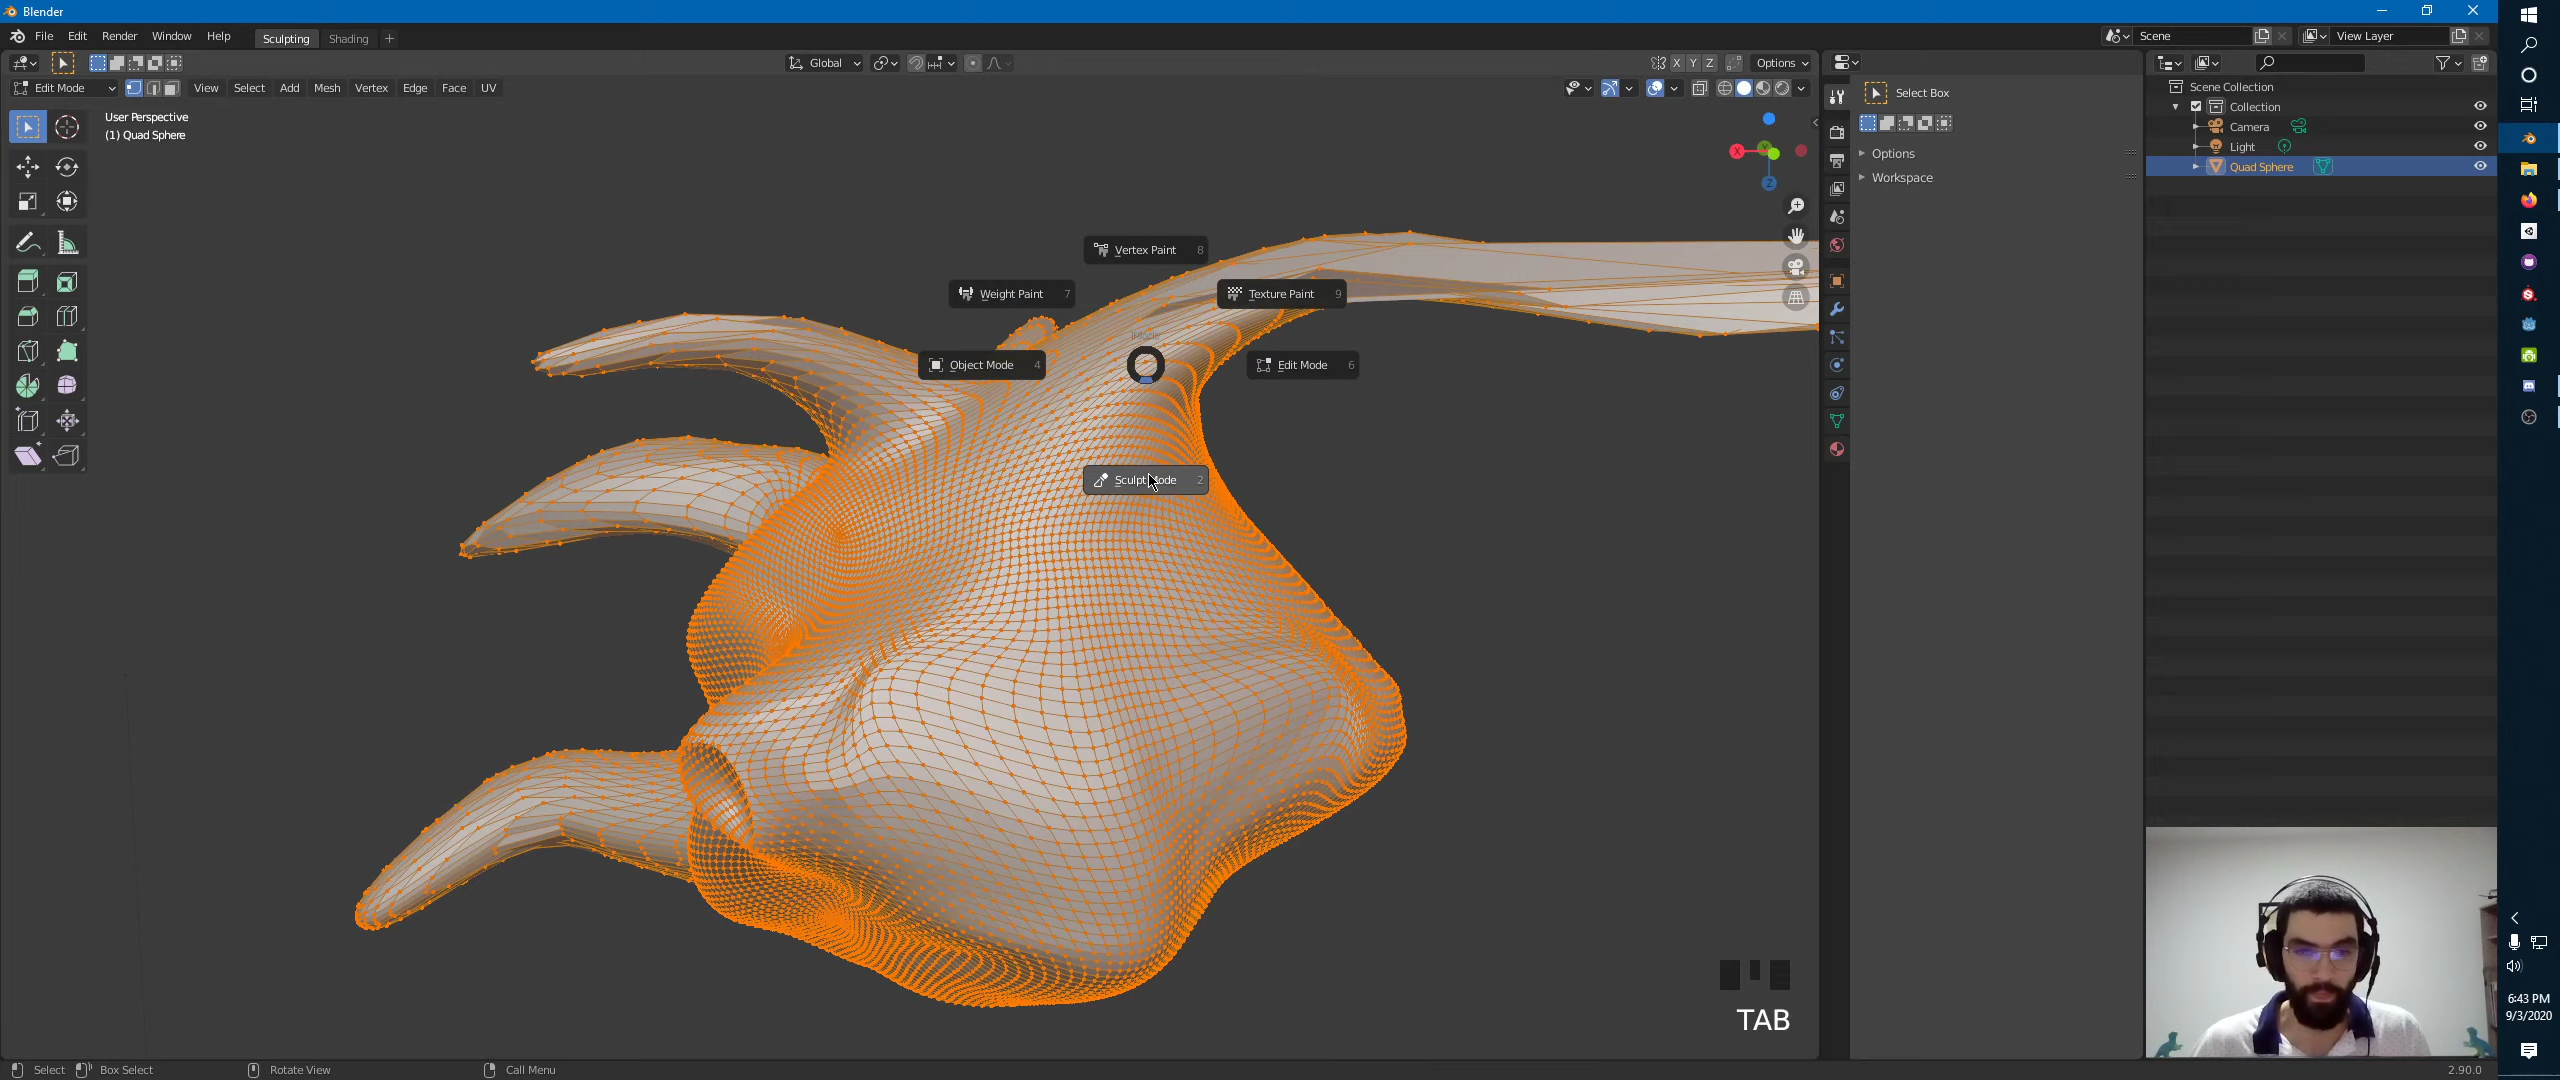 Blender
File Edit Render Window Help Sculpting Shading +
Scene View Layer
Global Options X Y Z
Edit Mode View Select Add Mesh Vertex Edge Face UV
User Perspective
(1) Quad Sphere
Vertex Paint 8
Weight Paint 7
Texture Paint 9
Object Mode 4
Edit Mode 6
Sculpt Mode 2
X
Y
Z
TAB
Select Box
Options
Workspace
Scene Collection
Collection
Camera
Light
Quad Sphere
6:43 PM
9/3/2020
Select Box Select Rotate View Call Menu
2.90.0